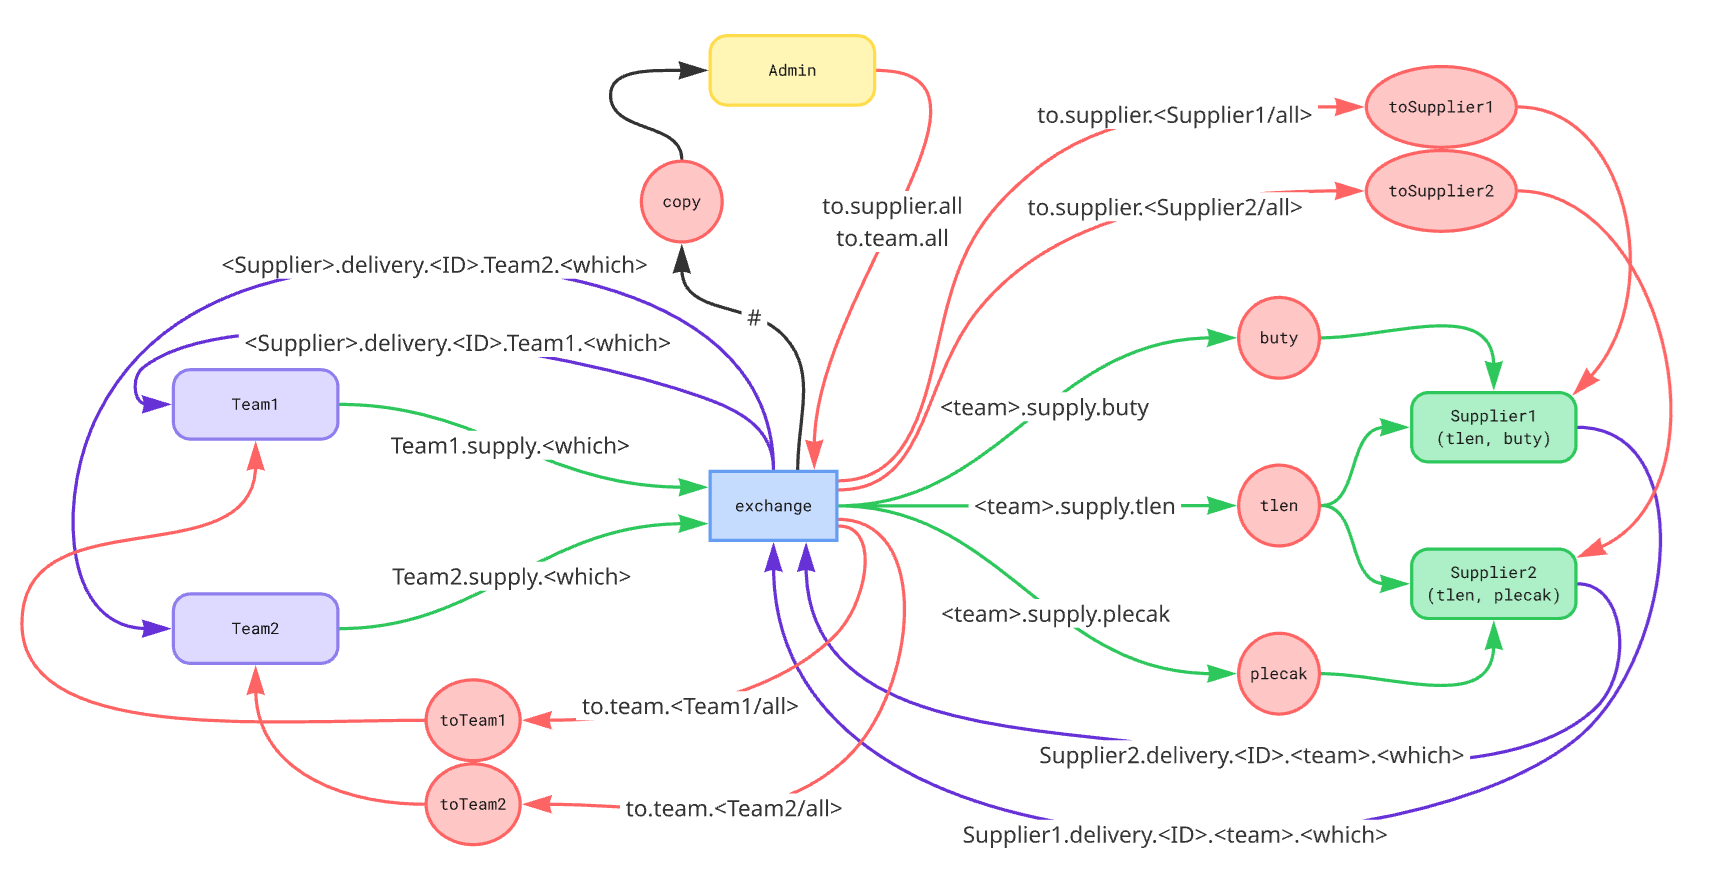 Admin
to.supplier.<Supplier1/all>
toSupplier1
copy
to.supplier.all
to.team.all
to.supplier.<Supplier2/all>
toSupplier2
<Supplier>.delivery.<ID>.Team2.<which>
#
<Supplier>.delivery.<ID>.Team1.<which>
buty
Team1
<team>.supply.buty
Supplier1
(tlen, buty)
Team1.supply.<which>
exchange
<team>.supply.tlen
tlen
Team2.supply.<which>
Supplier2
(tlen, plecak)
<team>.supply.plecak
Team2
plecak
to.team.<Team1/all>
toTeam1
Supplier2.delivery.<ID>.<team>.<which>
toTeam2
to.team.<Team2/all>
Supplier1.delivery.<ID>.<team>.<which>